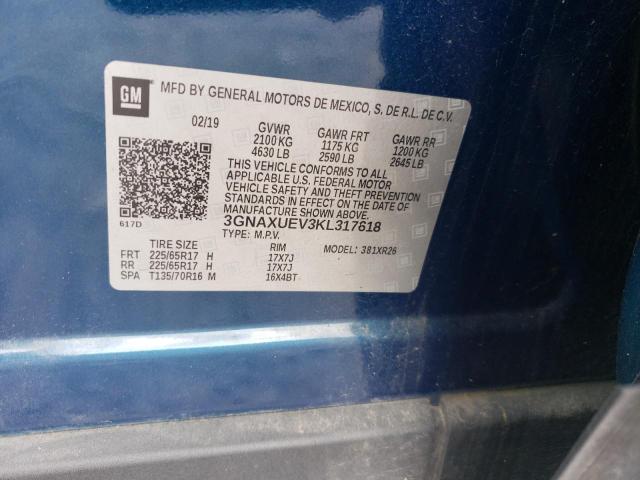 GM
MFD BY GENERAL MOTORS DE MEXICO, S, DE R.L. DE C.V.
02/19 GVWR GAWR FRT GAWR RR
2100 KG 1175 KG 1200 KG
4630 LB 2590 LB 2645 LB
THIS VEHICLE CONFORMS TO ALL
APPLICABLE U.S. FEDERAL MOTOR
VEHICLE SAFETY AND THEFT PREVENTION
STANDARDS IN EFFECT ON THE DATE OF
MANUFACTURE SHOWN ABOVE.
617D
3GNAXUEV3KL317618
TYPE: M.P.V. MODEL: 381XR26
TIRE SIZE RIM
FRT 225/65R17 H 17X7J
RR 225/65R17 H 17X7J
SPA T135/70R16 M 16X4BT